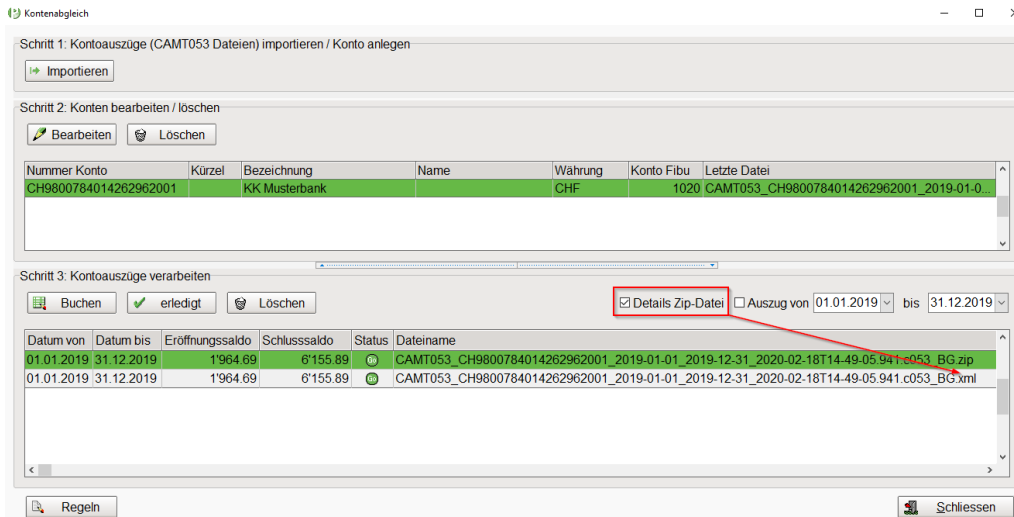 Kontenabgleich
Schritt 1: Kontoauszüge (CAMT053 Dateien) importieren / Konto anlegen
Importieren
Schritt 2: Konten bearbeiten / löschen
Bearbeiten Löschen
Nummer Konto Kürzel Bezeichnung Name Währung Konto Fibu Letzte Datei
CH9800784014262962001 KK Musterbank CHF 1020 CAMT053_CH9800784014262962001_2019-01-0...
Schritt 3: Kontoauszüge verarbeiten
Buchen erledigt Löschen Details Zip-Datei Auszug von 01.01.2019 bis 31.12.2019
Datum von Datum bis Eröffnungssaldo Schlusssaldo Status Dateiname
01.01.2019 31.12.2019 1'964.69 6'155.89 Go CAMT053_CH9800784014262962001_2019-01-01_2019-12-31_2020-02-18T14-49-05.941.c053_BG.zip
01.01.2019 31.12.2019 1'964.69 6'155.89 Go CAMT053_CH9800784014262962001_2019-01-01_2019-12-31_2020-02-18T14-49-05.941.c053_BG.xml
Regeln Schliessen